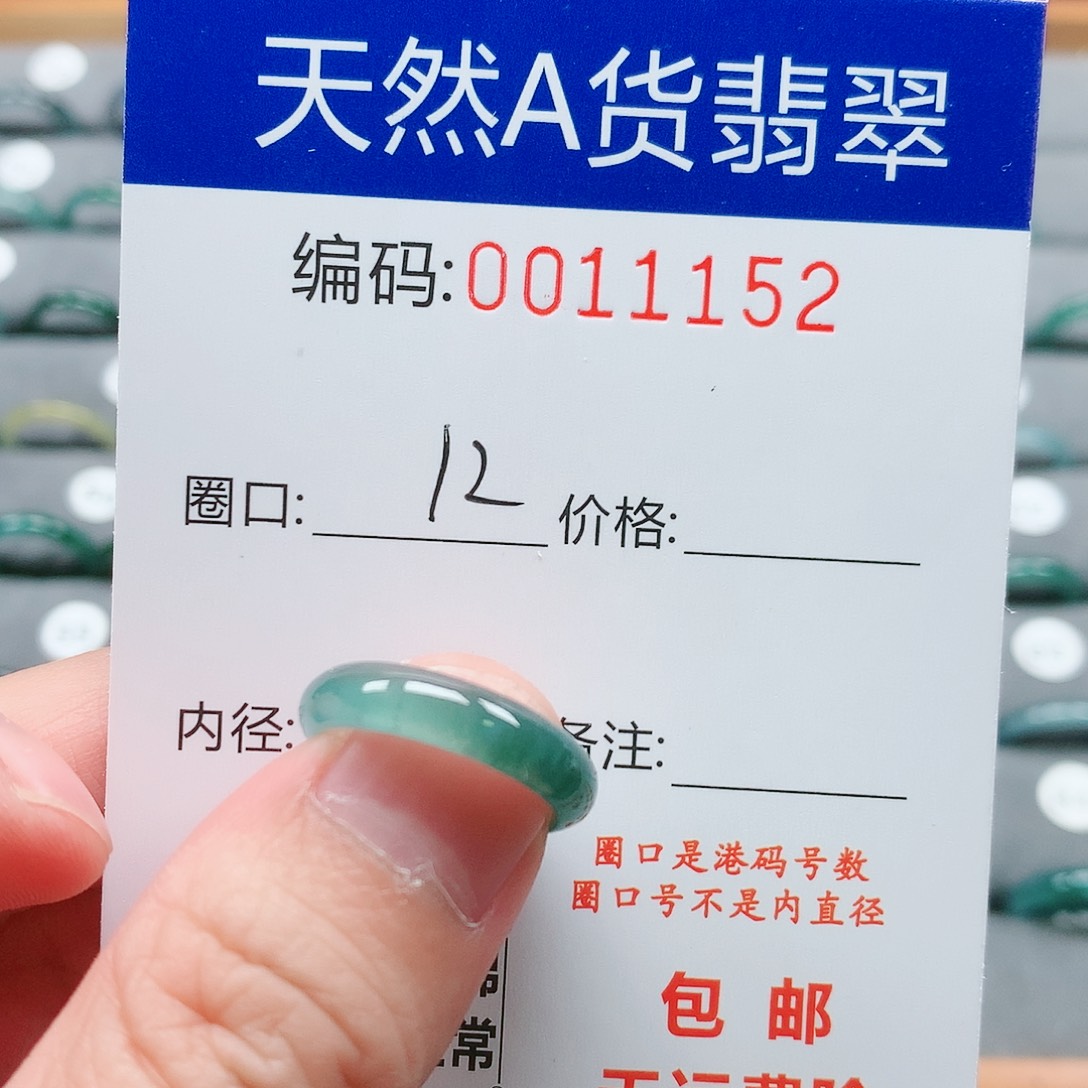 天然A货翡翠
编码:0011152
圈口: 12 价格:
内径: 备注:
圈口是港码号数
圈口号不是内直径
常
包 邮